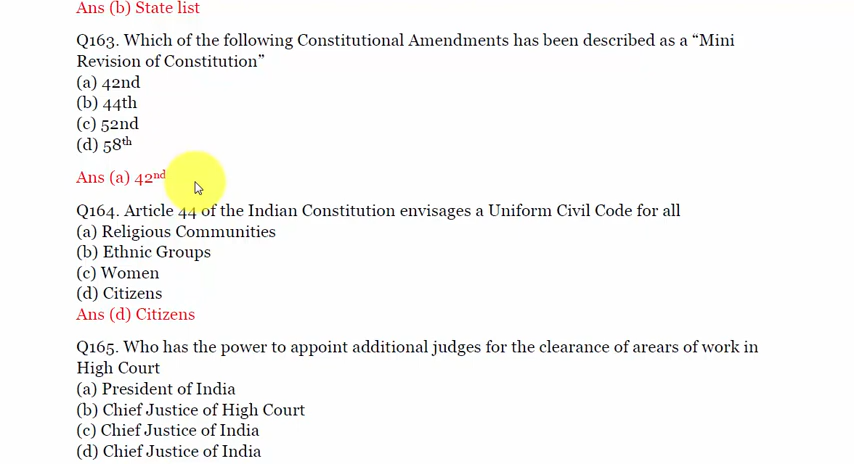 Ans (b) State list
Q163. Which of the following Constitutional Amendments has been described as a “Mini
Revision of Constitution”
(a) 42nd
(b) 44th
(c) 52nd
(d) 58th
Ans (a) 42nd
Q164. Article 44 of the Indian Constitution envisages a Uniform Civil Code for all
(a) Religious Communities
(b) Ethnic Groups
(c) Women
(d) Citizens
Ans (d) Citizens
Q165. Who has the power to appoint additional judges for the clearance of arears of work in
High Court
(a) President of India
(b) Chief Justice of High Court
(c) Chief Justice of India
(d) Chief Justice of India